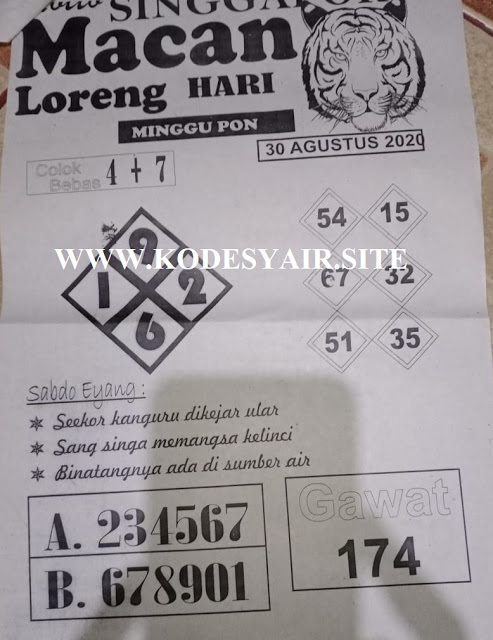 SINGGA
Macan
Loreng HARI
MINGGU PON
30 AGUSTUS 2020
Colok
Bebas 4 + 7
9
1 2
6
54 15
67 32
51 35
WWW.KODESYAIR.SITE
Sabdo Eyang :
Seekor kanguru dikejar ular
Sang singa memangsa kelinci
Binatangnya ada di sumber air
A. 234567
B. 678901
Gawat
174